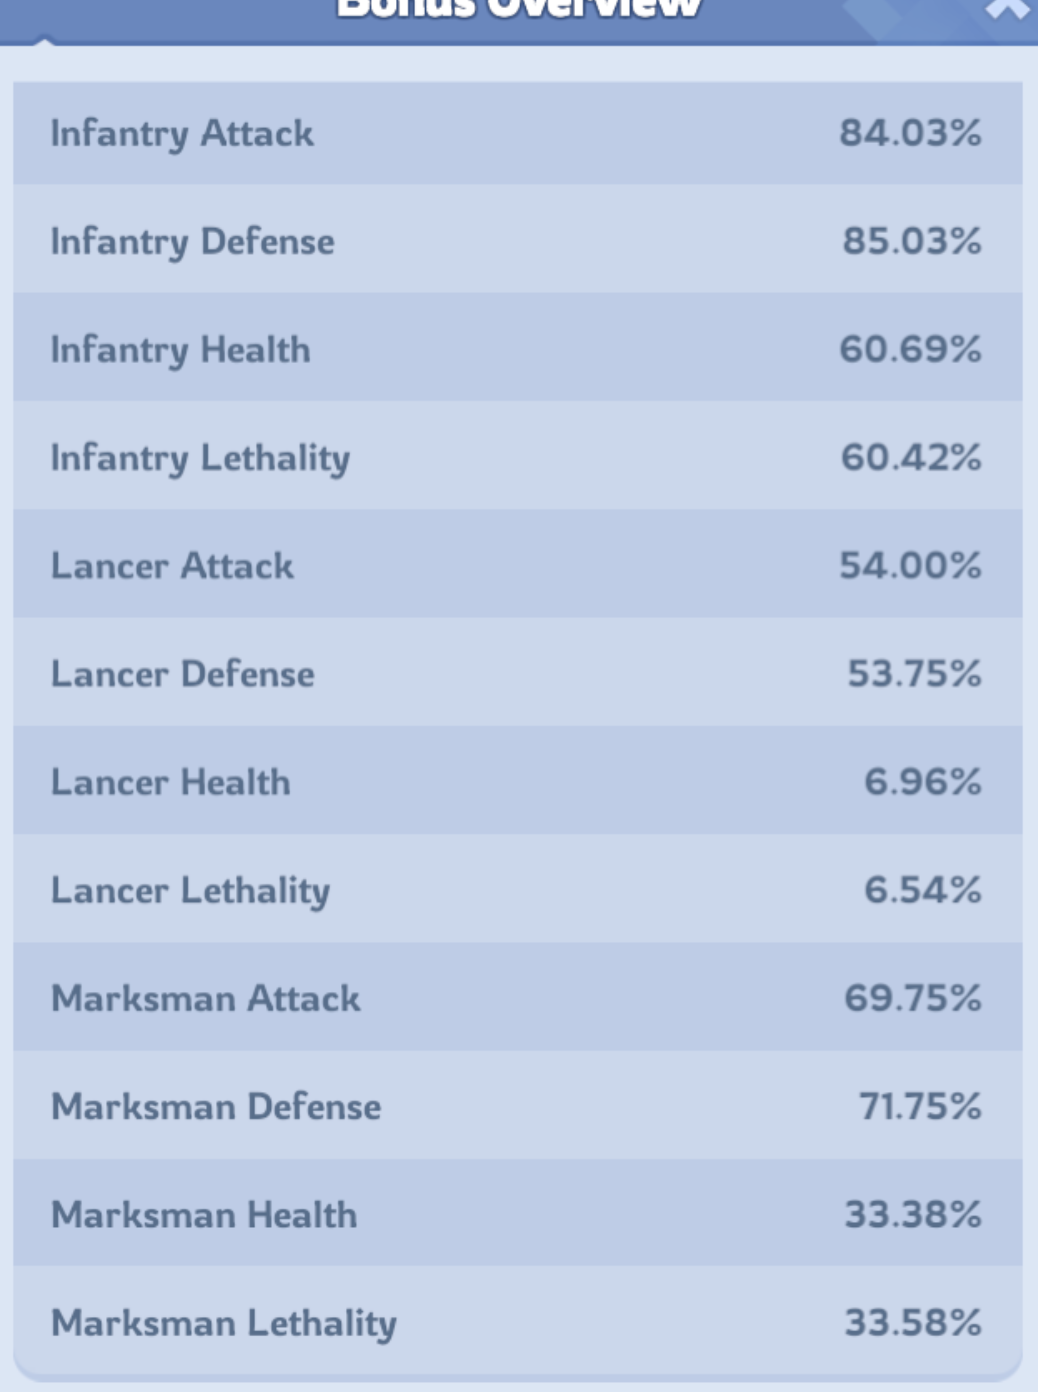 Bonus Overview
Infantry Attack 84.03%
Infantry Defense 85.03%
Infantry Health 60.69%
Infantry Lethality 60.42%
Lancer Attack 54.00%
Lancer Defense 53.75%
Lancer Health 6.96%
Lancer Lethality 6.54%
Marksman Attack 69.75%
Marksman Defense 71.75%
Marksman Health 33.38%
Marksman Lethality 33.58%